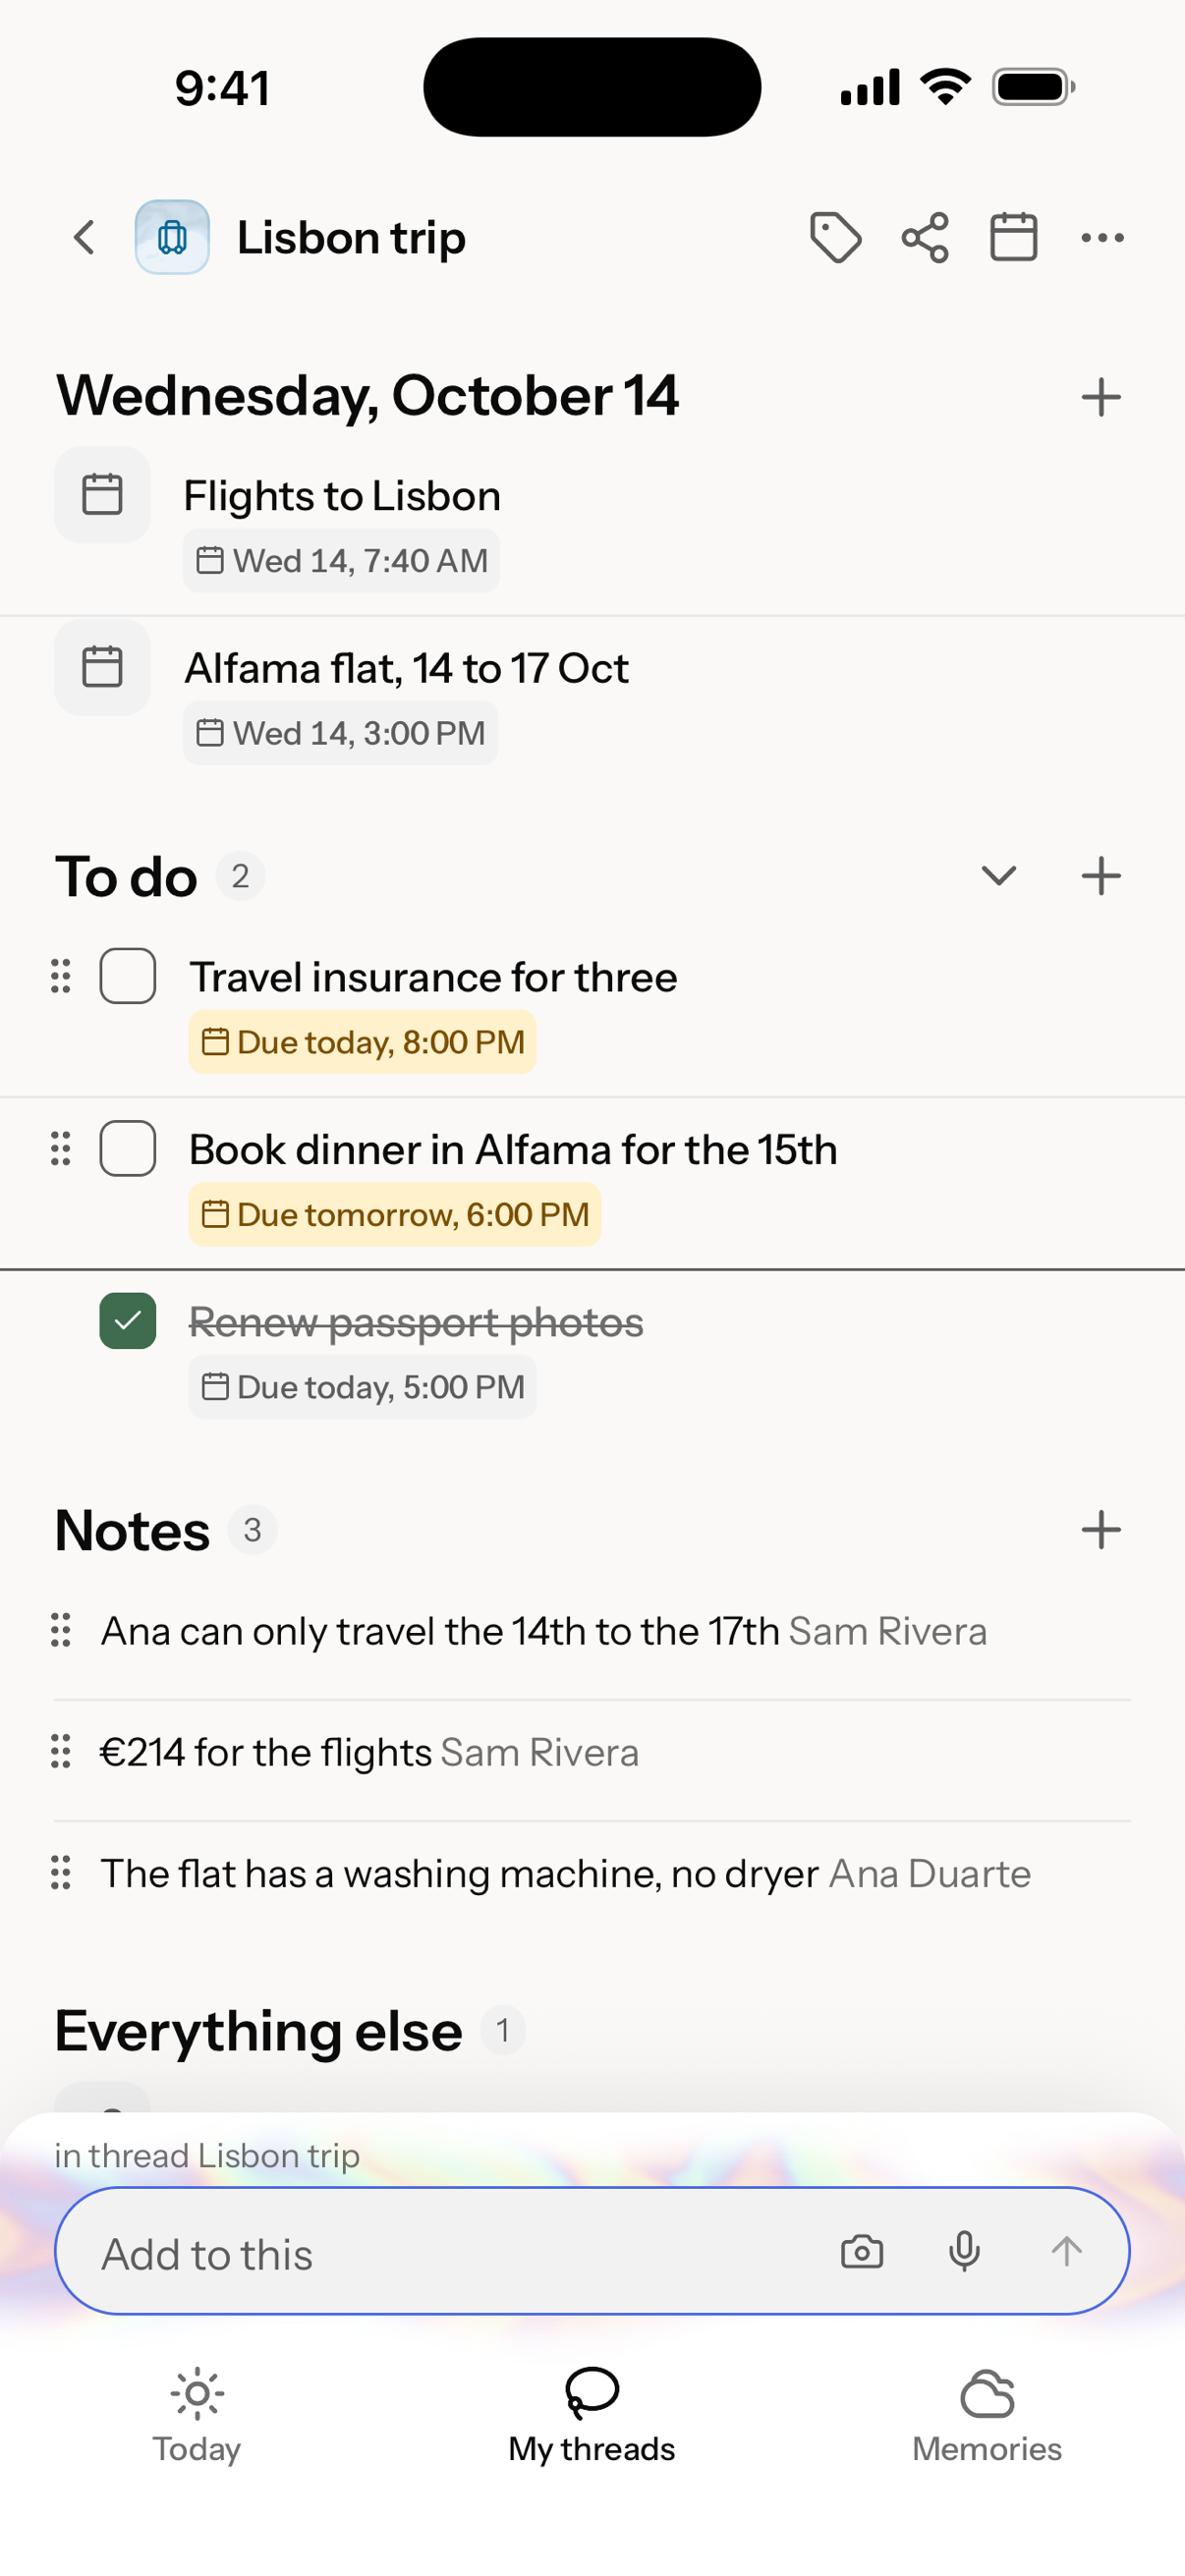 9:41
Lisbon trip
Wednesday, October 14
Flights to Lisbon
Wed 14, 7:40 AM
Alfama flat, 14 to 17 Oct
Wed 14, 3:00 PM
To do 2
Travel insurance for three
Due today, 8:00 PM
Book dinner in Alfama for the 15th
Due tomorrow, 6:00 PM
Renew passport photos
Due today, 5:00 PM
Notes 3
Ana can only travel the 14th to the 17th Sam Rivera
€214 for the flights Sam Rivera
The flat has a washing machine, no dryer Ana Duarte
Everything else 1
in thread Lisbon trip
Add to this
Today
My threads
Memories